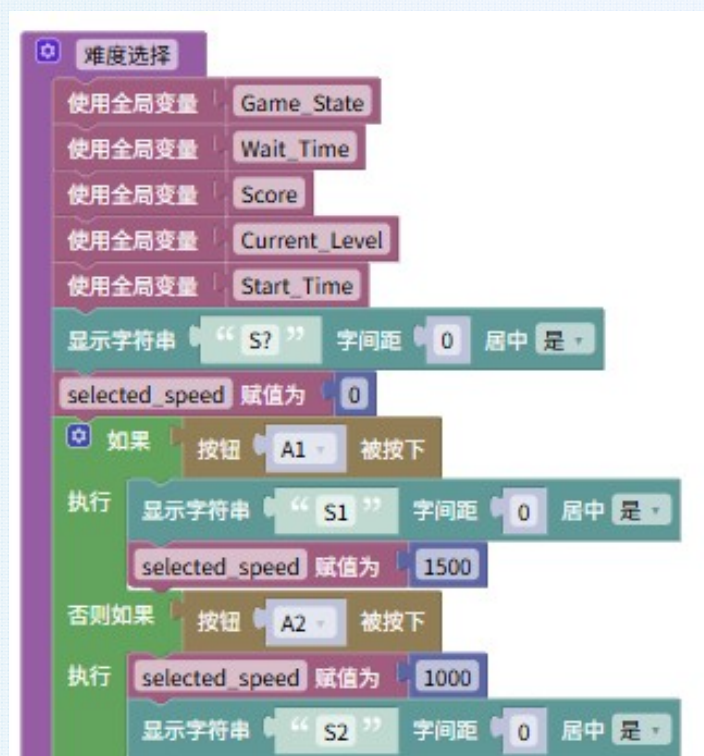 难度选择
使用全局变量 Game_State
使用全局变量 Wait_Time
使用全局变量 Score
使用全局变量 Current_Level
使用全局变量 Start_Time
显示字符串 “ S? ” 字间距 0 居中 是
selected_speed 赋值为 0
如果 按钮 A1 被按下
执行 显示字符串 “ S1 ” 字间距 0 居中 是
selected_speed 赋值为 1500
否则如果 按钮 A2 被按下
执行 selected_speed 赋值为 1000
显示字符串 “ S2 ” 字间距 0 居中 是